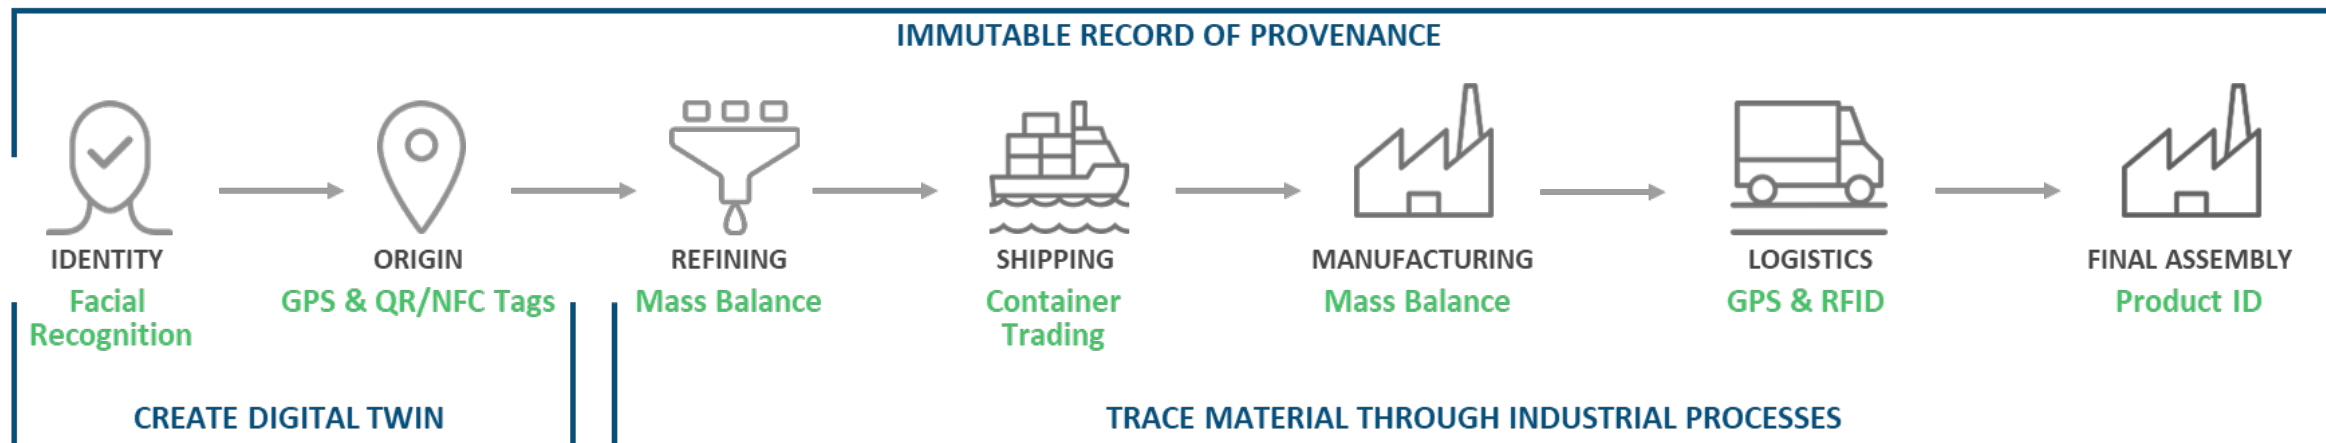 IMMUTABLE RECORD OF PROVENANCE
IDENTITY
Facial
Recognition
ORIGIN
GPS & QR/NFC Tags
REFINING
Mass Balance
SHIPPING
Container
Trading
MANUFACTURING
Mass Balance
LOGISTICS
GPS & RFID
FINAL ASSEMBLY
Product ID
CREATE DIGITAL TWIN
TRACE MATERIAL THROUGH INDUSTRIAL PROCESSES